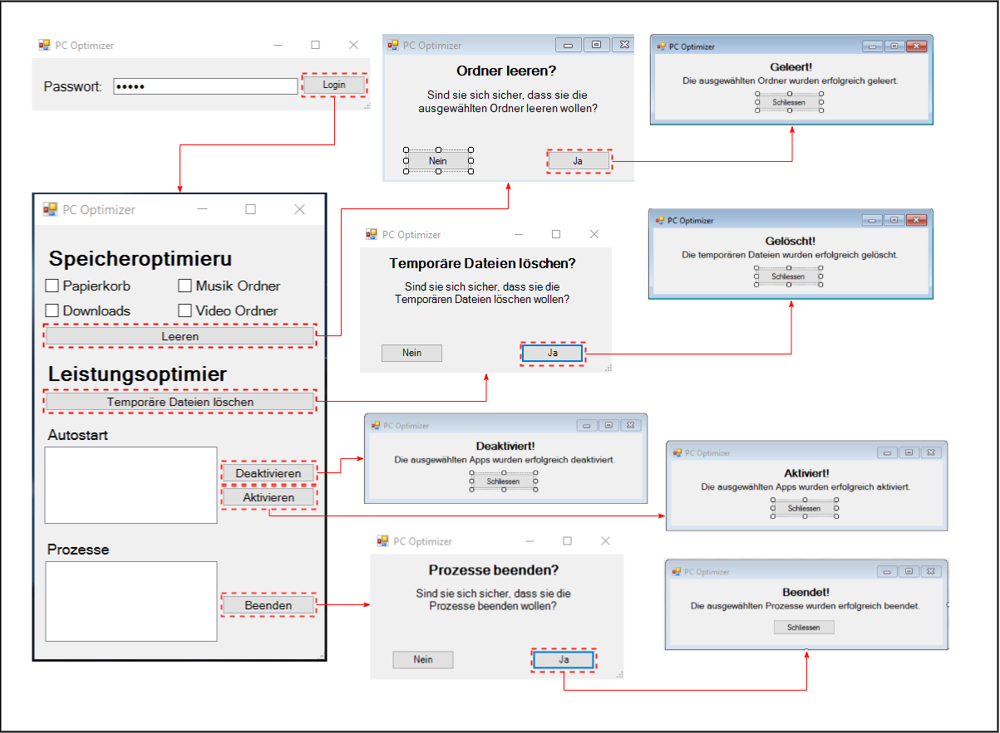 PC Optimizer
Passwort: •••••
Login
PC Optimizer
Ordner leeren?
Sind sie sich sicher, dass sie die
ausgewählten Ordner leeren wollen?
Nein
Ja
PC Optimizer
Geleert!
Die ausgewählten Ordner wurden erfolgreich geleert.
Schliessen
PC Optimizer
Speicheroptimieru
Papierkorb
Musik Ordner
Downloads
Video Ordner
Leeren
Leistungsoptimier
Temporäre Dateien löschen
Autostart
Deaktivieren
Aktivieren
Prozesse
Beenden
PC Optimizer
Temporäre Dateien löschen?
Sind sie sich sicher, dass sie die
Temporären Dateien löschen wollen?
Nein
Ja
PC Optimizer
Gelöscht!
Die temporären Dateien wurden erfolgreich gelöscht.
Schliessen
PC Optimizer
Deaktiviert!
Die ausgewählten Apps wurden erfolgreich deaktiviert.
Schliessen
PC Optimizer
Aktiviert!
Die ausgewählten Apps wurden erfolgreich aktiviert.
Schliessen
PC Optimizer
Prozesse beenden?
Sind sie sich sicher, dass sie die
Prozesse beenden wollen?
Nein
Ja
PC Optimizer
Beendet!
Die ausgewählten Prozesse wurden erfolgreich beendet.
Schliessen